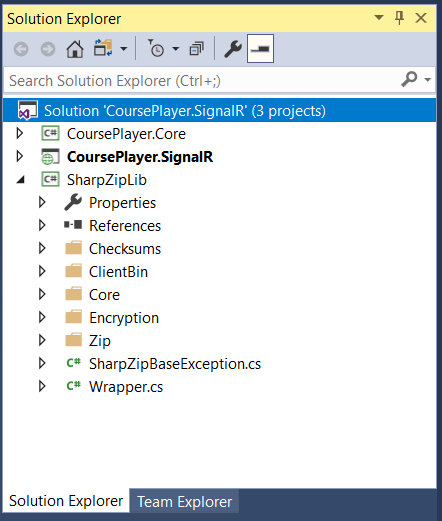 Solution Explorer
Search Solution Explorer (Ctrl+;)
Solution 'CoursePlayer.SignalR' (3 projects)
C# CoursePlayer.Core
CoursePlayer.SignalR
C# SharpZipLib
Properties
References
Checksums
ClientBin
Core
Encryption
Zip
C# SharpZipBaseException.cs
C# Wrapper.cs
Solution Explorer Team Explorer